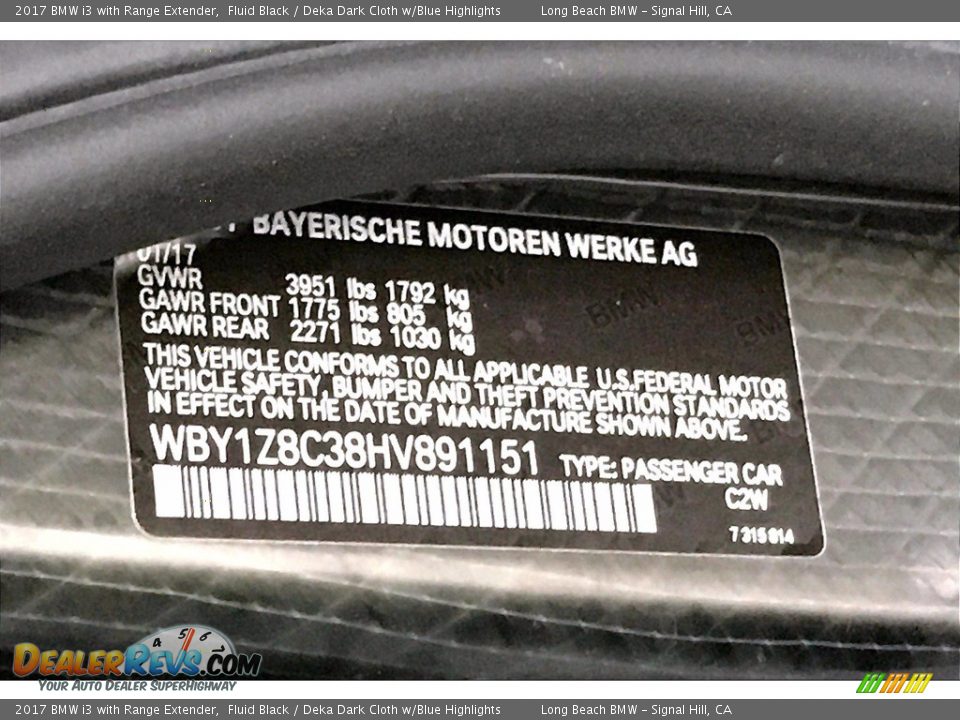 2017 BMW i3 with Range Extender, Fluid Black / Deka Dark Cloth w/Blue Highlights Long Beach BMW - Signal Hill, CA
BAYERISCHE MOTOREN WERKE AG
01/17
GVWR 3951 lbs 1792 kg
GAWR FRONT 1775 lbs 805 kg
GAWR REAR 2271 lbs 1030 kg
THIS VEHICLE CONFORMS TO ALL APPLICABLE U.S.FEDERAL MOTOR
VEHICLE SAFETY, BUMPER AND THEFT PREVENTION STANDARDS
IN EFFECT ON THE DATE OF MANUFACTURE SHOWN ABOVE.
WBY1Z8C38HV891151 TYPE: PASSENGER CAR
C2W
7315814
4 5 6
DEALERREVS.COM
YOUR AUTO DEALER SUPERHIGHWAY
2017 BMW i3 with Range Extender, Fluid Black / Deka Dark Cloth w/Blue Highlights Long Beach BMW - Signal Hill, CA